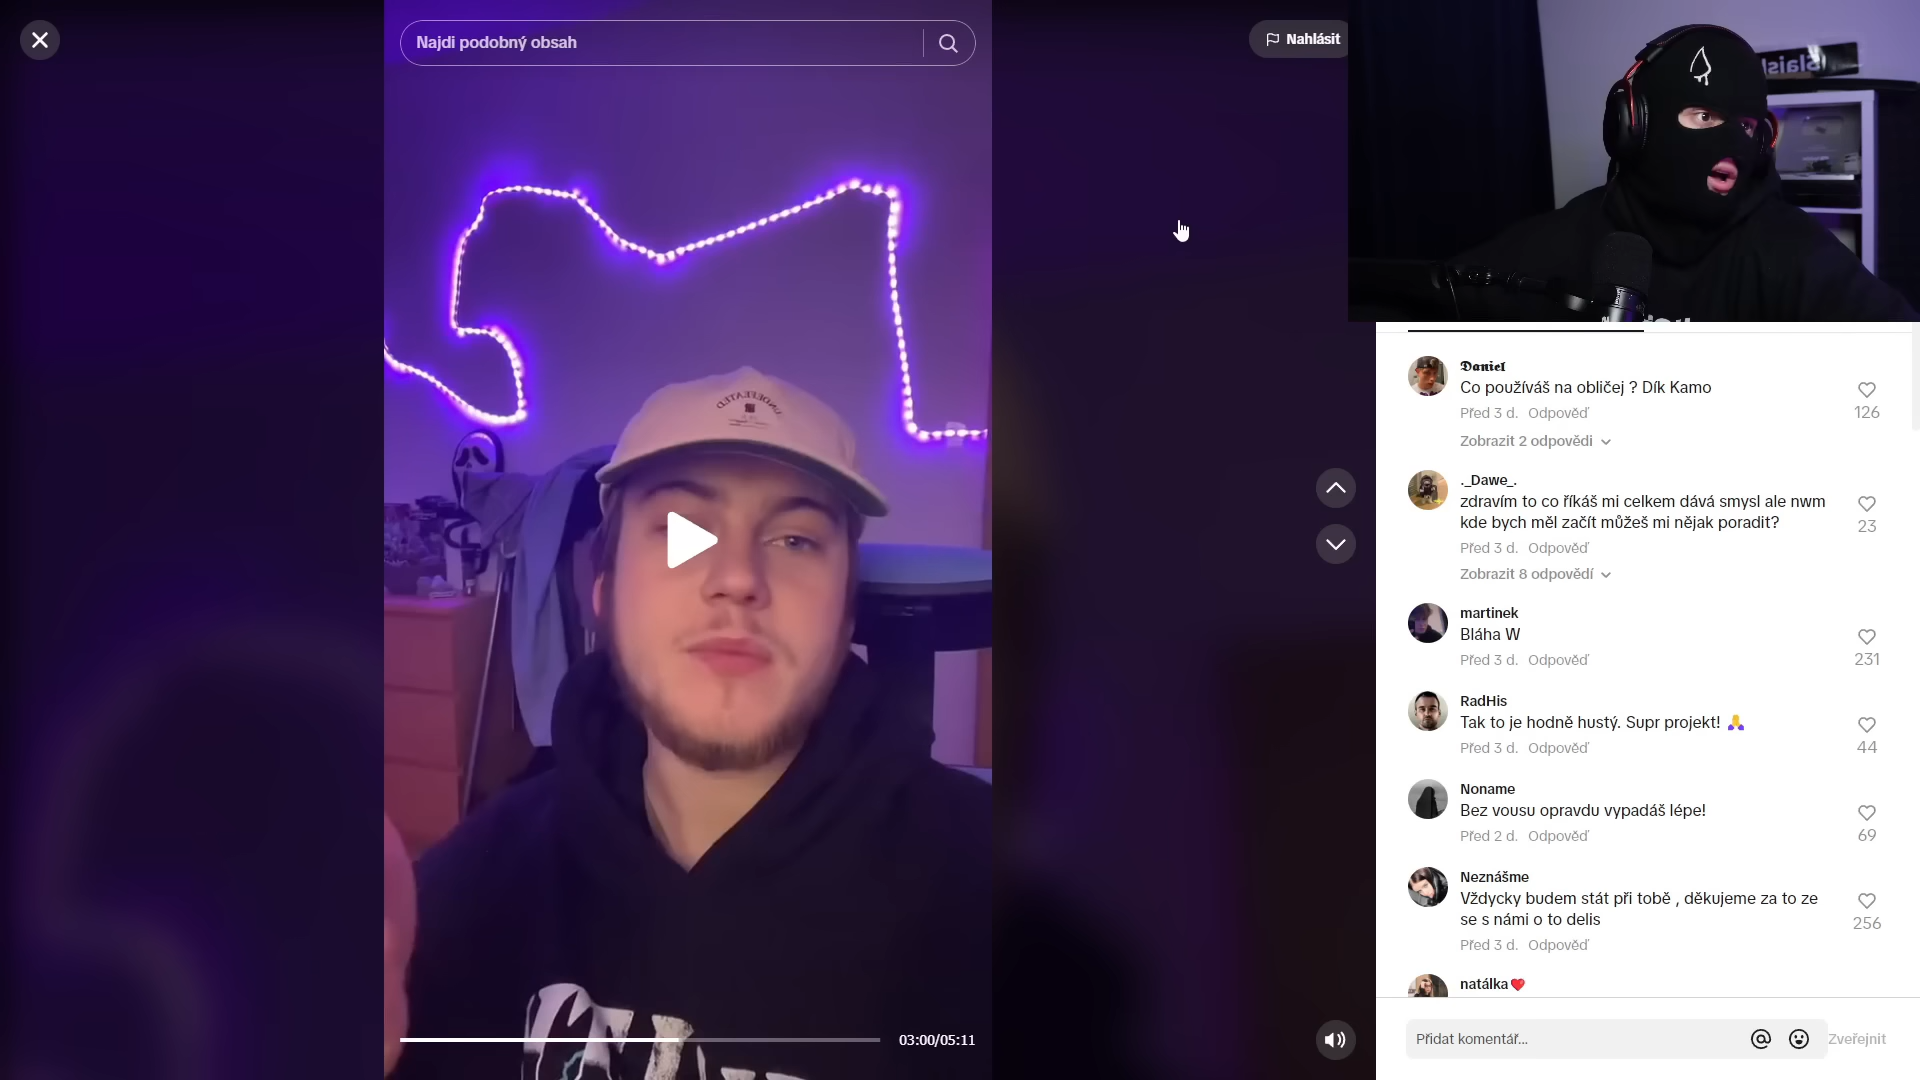 Najdi podobný obsah
Nahlásit
UNDEFEATED
Daniel
Co používáš na obličej ? Dík Kamo
Před 3 d. Odpověď
126
Zobrazit 2 odpovědi
._Dawe_.
zdravím to co říkáš mi celkem dává smysl ale nwm
kde bych měl začít můžeš mi nějak poradit?
23
Před 3 d. Odpověď
Zobrazit 8 odpovědí
martinek
Bláha W
Před 3 d. Odpověď
231
RadHis
Tak to je hodně hustý. Supr projekt! 🙏
Před 3 d. Odpověď
44
Noname
Bez vousu opravdu vypadáš lépe!
Před 2 d. Odpověď
69
Neznášme
Vždycky budem stát při tobě , děkujeme za to ze
se s námi o to delis
256
Před 3 d. Odpověď
natálka❤️
03:00/05:11
Přidat komentář...
Zveřejnit